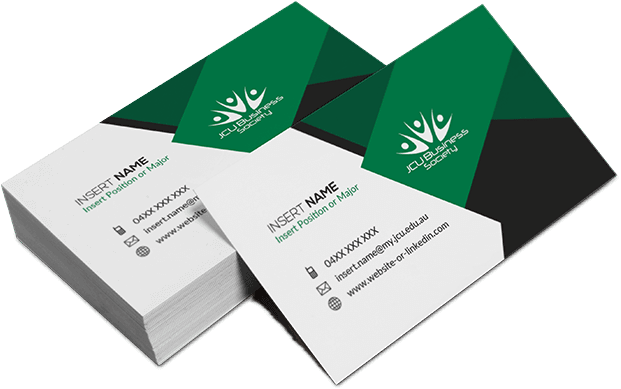 JCU Business
Society
INSERT NAME
Insert Position or Major
04XX XXX XXX
insert.name@my
www.website-or
JCU Business
Society
INSERT NAME
Insert Position or Major
04XX XXX XXX
insert.name@my.jcu.edu.au
www.website-or-linkedin.com